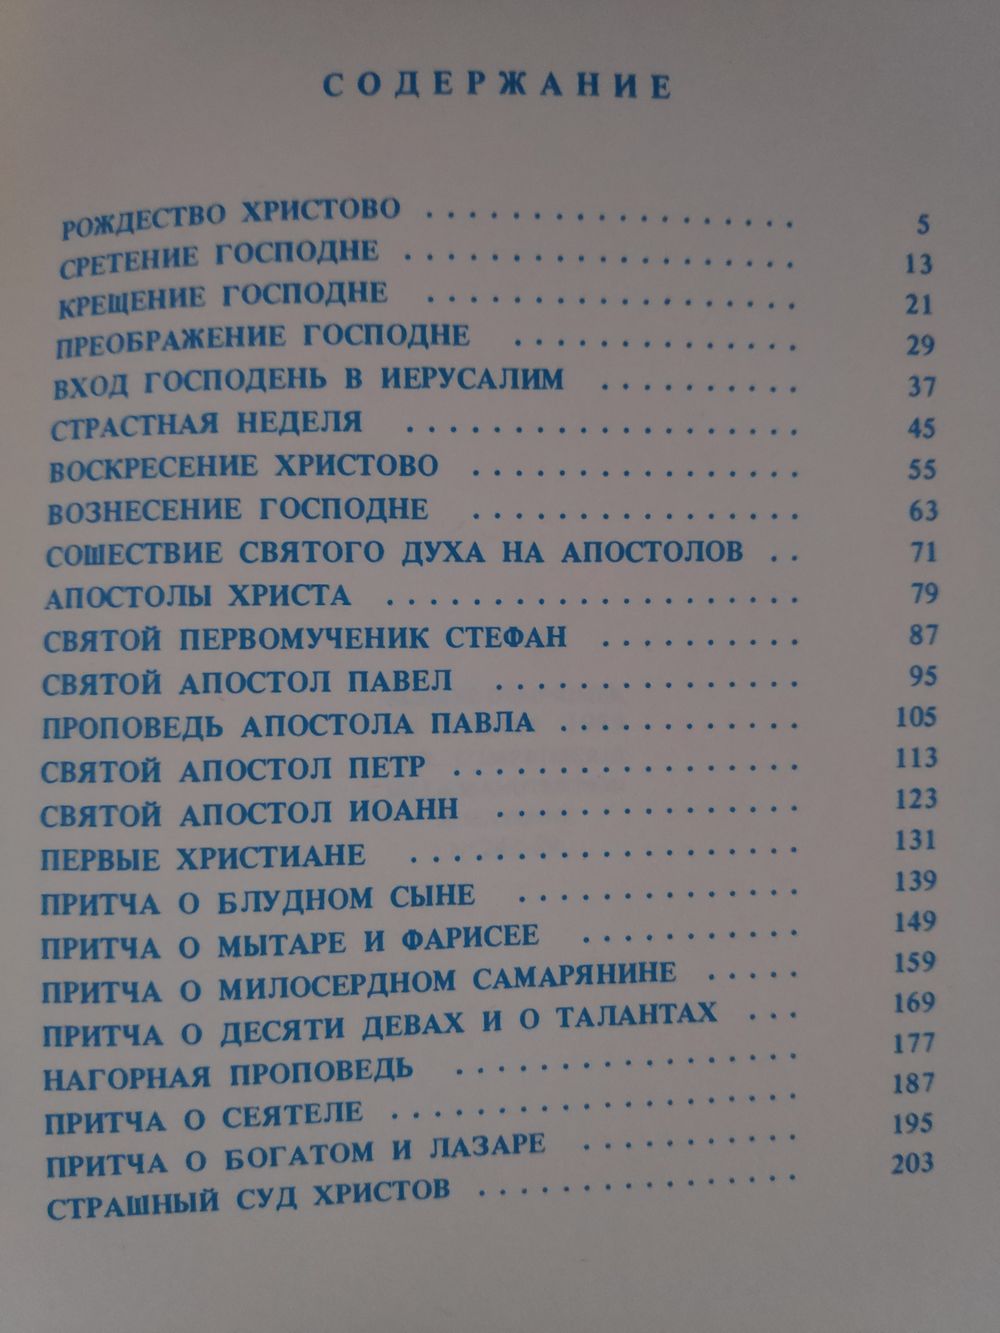 СОДЕРЖАНИЕ
РОЖДЕСТВО ХРИСТОВО . . . . . . . . . . . . . . . . . . 5
СРЕТЕНИЕ ГОСПОДНЕ . . . . . . . . . . . . . . . . . . . 13
КРЕЩЕНИЕ ГОСПОДНЕ . . . . . . . . . . . . . . . . . . 21
ПРЕОБРАЖЕНИЕ ГОСПОДНЕ . . . . . . . . . . . . . . 29
ВХОД ГОСПОДЕНЬ В ИЕРУСАЛИМ . . . . . . . . . . 37
СТРАСТНАЯ НЕДЕЛЯ . . . . . . . . . . . . . . . . . . . 45
ВОСКРЕСЕНИЕ ХРИСТОВО . . . . . . . . . . . . . . . . 55
ВОЗНЕСЕНИЕ ГОСПОДНЕ . . . . . . . . . . . . . . . . 63
СОШЕСТВИЕ СВЯТОГО ДУХА НА АПОСТОЛОВ . . 71
АПОСТОЛЫ ХРИСТА . . . . . . . . . . . . . . . . . . . . 79
СВЯТОЙ ПЕРВОМУЧЕНИК СТЕФАН . . . . . . . . . . 87
СВЯТОЙ АПОСТОЛ ПАВЕЛ . . . . . . . . . . . . . . . 95
ПРОПОВЕДЬ АПОСТОЛА ПАВЛА . . . . . . . . . . . . 105
СВЯТОЙ АПОСТОЛ ПЕТР . . . . . . . . . . . . . . . . . 113
СВЯТОЙ АПОСТОЛ ИОАНН . . . . . . . . . . . . . . . 123
ПЕРВЫЕ ХРИСТИАНЕ . . . . . . . . . . . . . . . . . . . 131
ПРИТЧА О БЛУДНОМ СЫНЕ . . . . . . . . . . . . . . 139
ПРИТЧА О МЫТАРЕ И ФАРИСЕЕ . . . . . . . . . . . 149
ПРИТЧА О МИЛОСЕРДНОМ САМАРЯНИНЕ . . . . . 159
ПРИТЧА О ДЕСЯТИ ДЕВАХ И О ТАЛАНТАХ . . . 169
НАГОРНАЯ ПРОПОВЕДЬ . . . . . . . . . . . . . . . . . 177
ПРИТЧА О СЕЯТЕЛЕ . . . . . . . . . . . . . . . . . . . . 187
ПРИТЧА О БОГАТОМ И ЛАЗАРЕ . . . . . . . . . . . 195
СТРАШНЫЙ СУД ХРИСТОВ . . . . . . . . . . . . . . . . 203